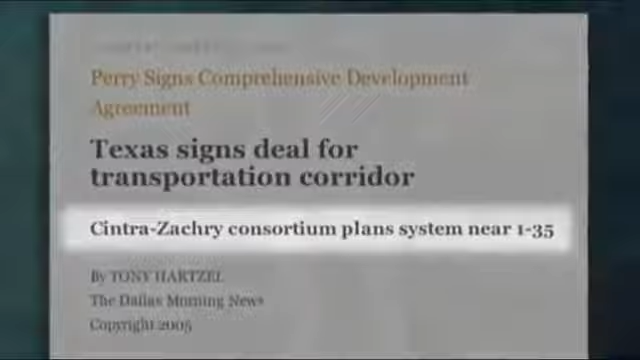 Perry Signs Comprehensive Development
Agreement
Texas signs deal for
transportation corridor
Cintra-Zachry consortium plans system near 1-35
By TONY HARTZEL
The Dallas Morning News
Copyright 2005